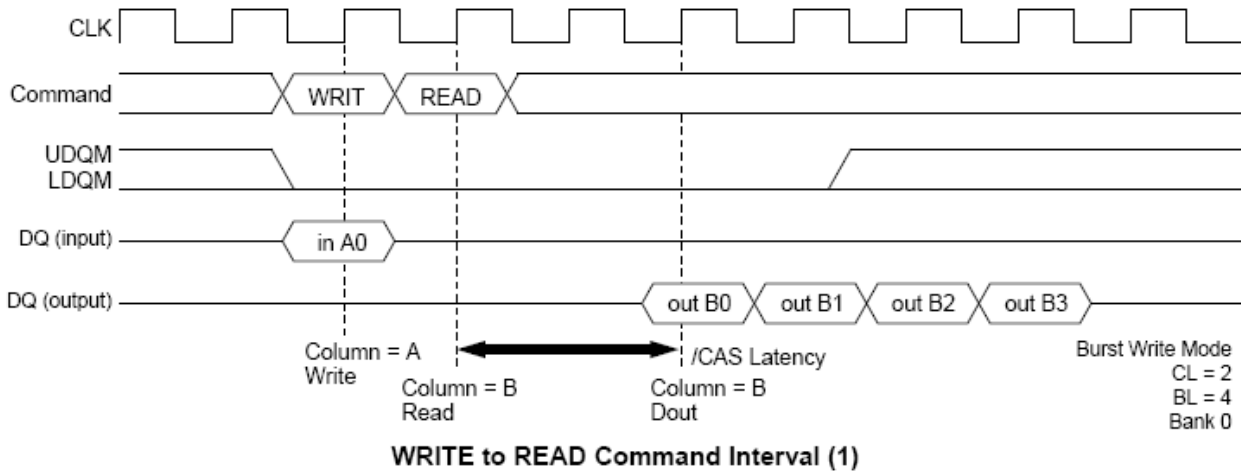 CLK
Command
WRIT
READ
UDQM
LDQM
DQ (input)
in A0
DQ (output)
out B0
out B1
out B2
out B3
Column = A
Write
Column = B
Read
/CAS Latency
Column = B
Dout
Burst Write Mode
CL = 2
BL = 4
Bank 0
WRITE to READ Command Interval (1)